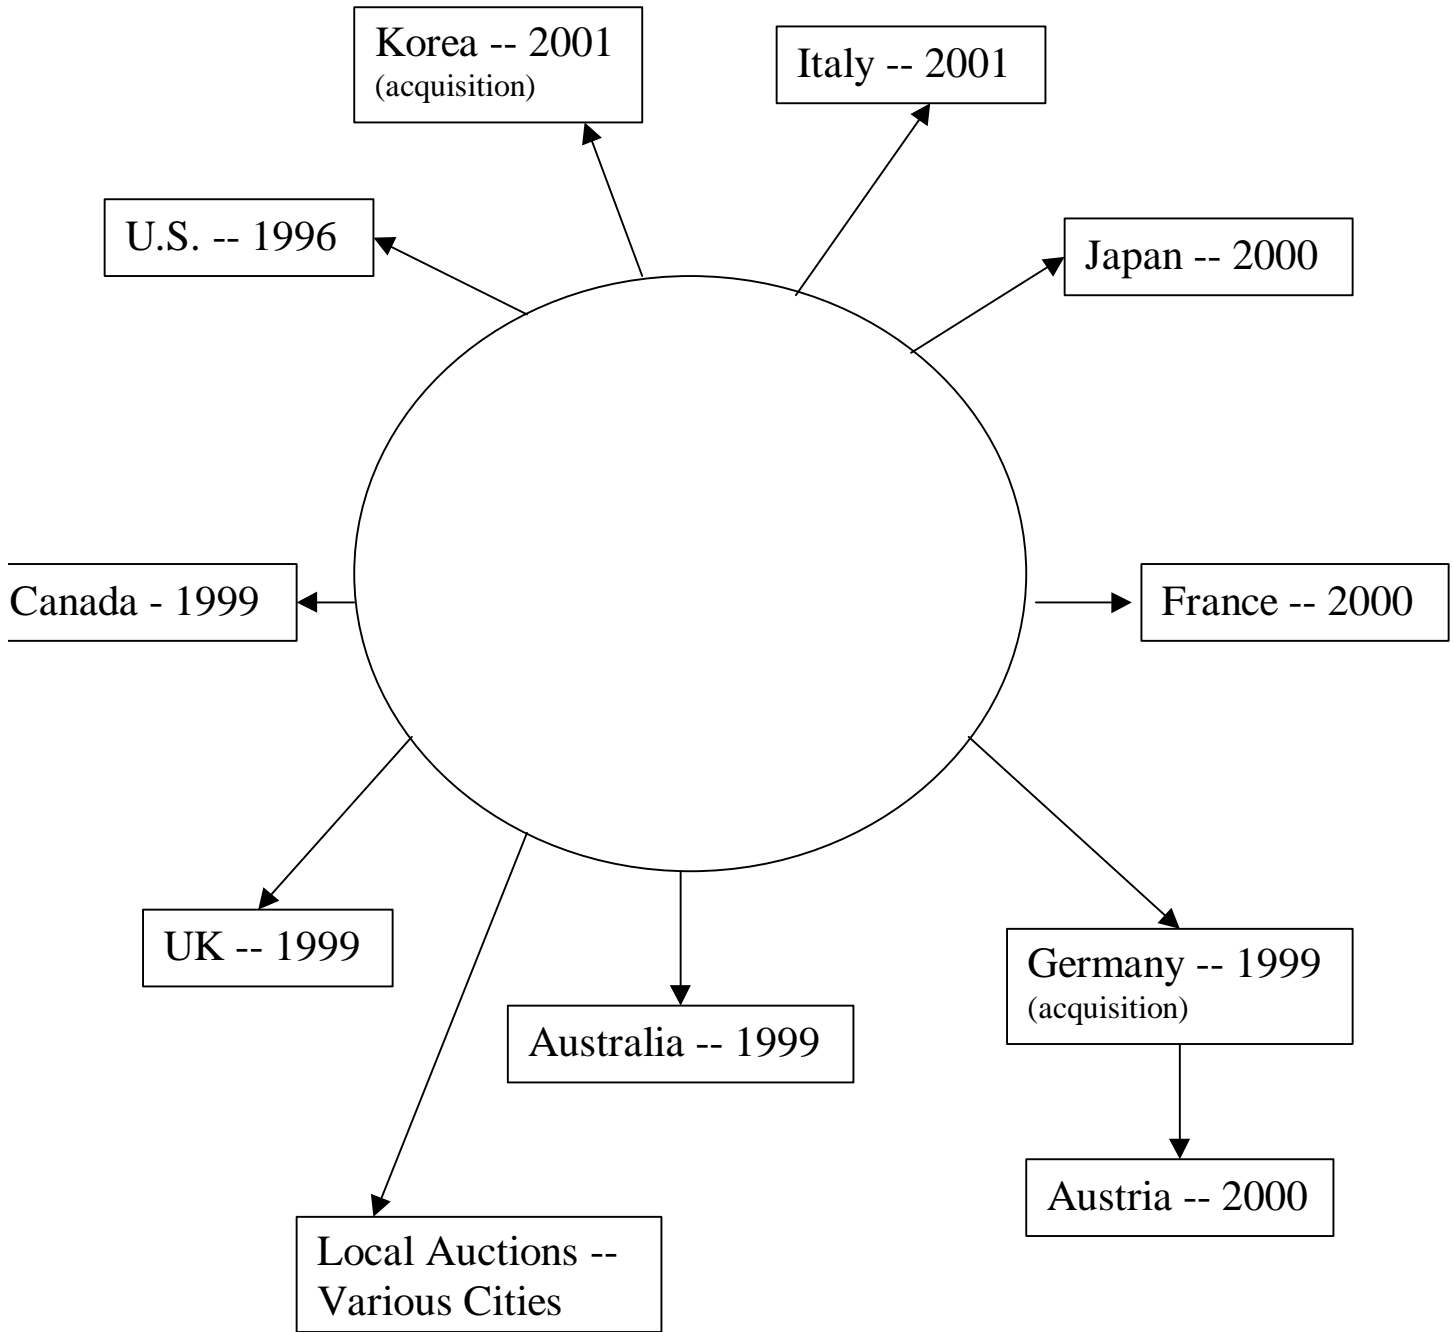 Korea -- 2001
(acquisition)
Italy -- 2001
U.S. -- 1996
Japan -- 2000
Canada - 1999
France -- 2000
UK -- 1999
Germany -- 1999
(acquisition)
Australia -- 1999
Austria -- 2000
Local Auctions --
Various Cities